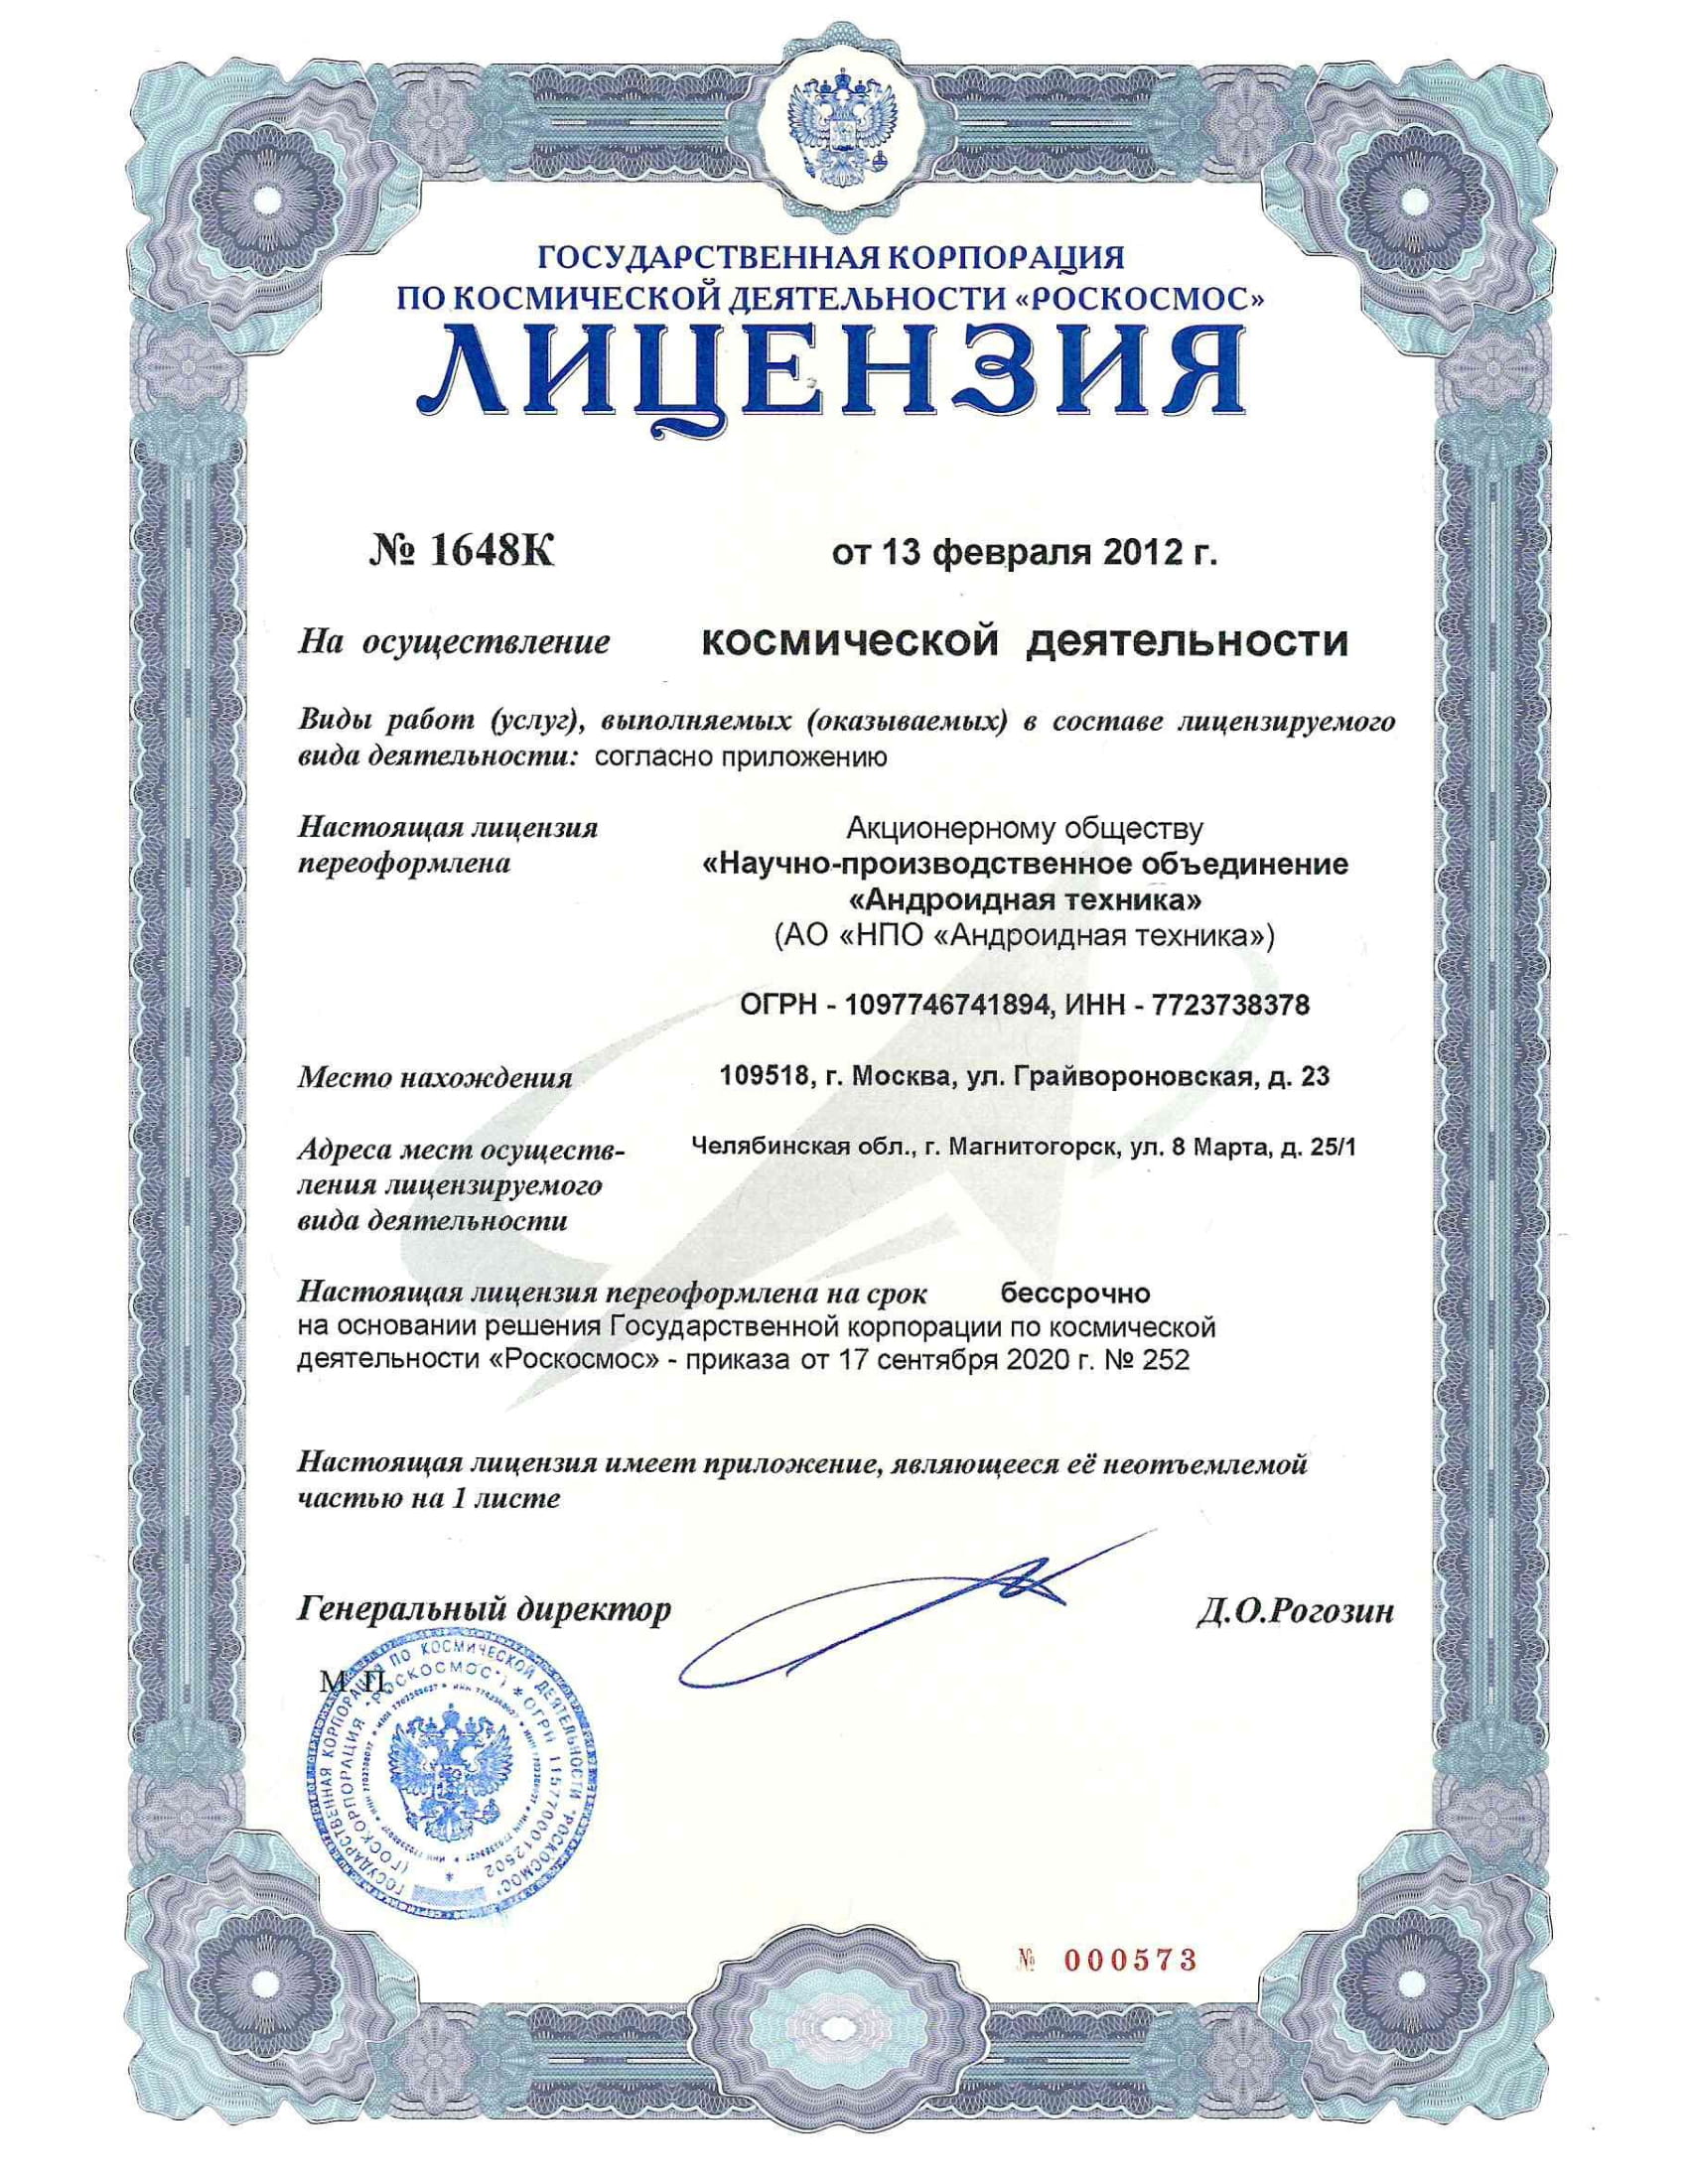 ГОСУДАРСТВЕННАЯ КОРПОРАЦИЯ
ПО КОСМИЧЕСКОЙ ДЕЯТЕЛЬНОСТИ «РОСКОСМОС»
ЛИЦЕНЗИЯ
№ 1648К от 13 февраля 2012 г.
На осуществление космической деятельности
Виды работ (услуг), выполняемых (оказываемых) в составе лицензируемого
вида деятельности: согласно приложению
Настоящая лицензия
переоформлена
Акционерному обществу
«Научно-производственное объединение
«Андроидная техника»
(АО «НПО «Андроидная техника»)
ОГРН - 1097746741894, ИНН - 7723738378
Место нахождения 109518, г. Москва, ул. Грайвороновская, д. 23
Адреса мест осуществ-
ления лицензируемого
вида деятельности
Челябинская обл., г. Магнитогорск, ул. 8 Марта, д. 25/1
Настоящая лицензия переоформлена на срок бессрочно
на основании решения Государственной корпорации по космической
деятельности «Роскосмос» - приказа от 17 сентября 2020 г. № 252
Настоящая лицензия имеет приложение, являющееся её неотъемлемой
частью на 1 листе
Генеральный директор Д.О.Рогозин
М.П.
ГОСУДАРСТВЕННАЯ КОРПОРАЦИЯ ПО КОСМИЧЕСКОЙ ДЕЯТЕЛЬНОСТИ "РОСКОСМОС"
(ГОСКОРПОРАЦИЯ "РОСКОСМОС") * ОГРН 1157700012502 *
№ 000573